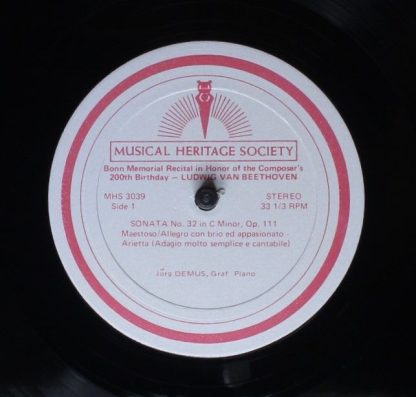 MUSICAL HERITAGE SOCIETY
Bonn Memorial Recital in Honor of the Composer's
200th Birthday — LUDWIG VAN BEETHOVEN
MHS 3039 STEREO
Side 1 33 1/3 RPM
SONATA No. 32 in C Minor, Op. 111
Maestoso/Allegro con brio ed appasionato -
Arietta (Adagio molto semplice e cantabile)
Jörg DEMUS, Graf Piano